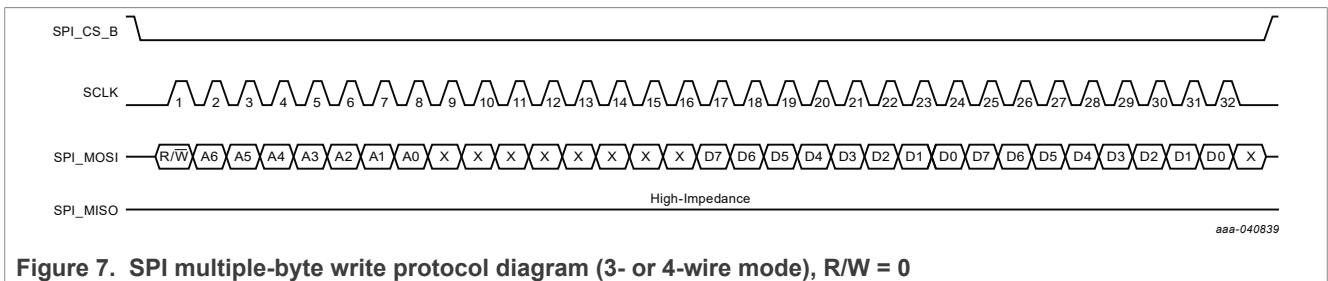 SPI_CS_B
SCLK
1 2 3 4 5 6 7 8 9 10 11 12 13 14 15 16 17 18 19 20 21 22 23 24 25 26 27 28 29 30 31 32
SPI_MOSI R/W̅ A6 A5 A4 A3 A2 A1 A0 X X X X X X X X D7 D6 D5 D4 D3 D2 D1 D0 D7 D6 D5 D4 D3 D2 D1 D0 X
High-Impedance
SPI_MISO
aaa-040839
Figure 7. SPI multiple-byte write protocol diagram (3- or 4-wire mode), R/W = 0